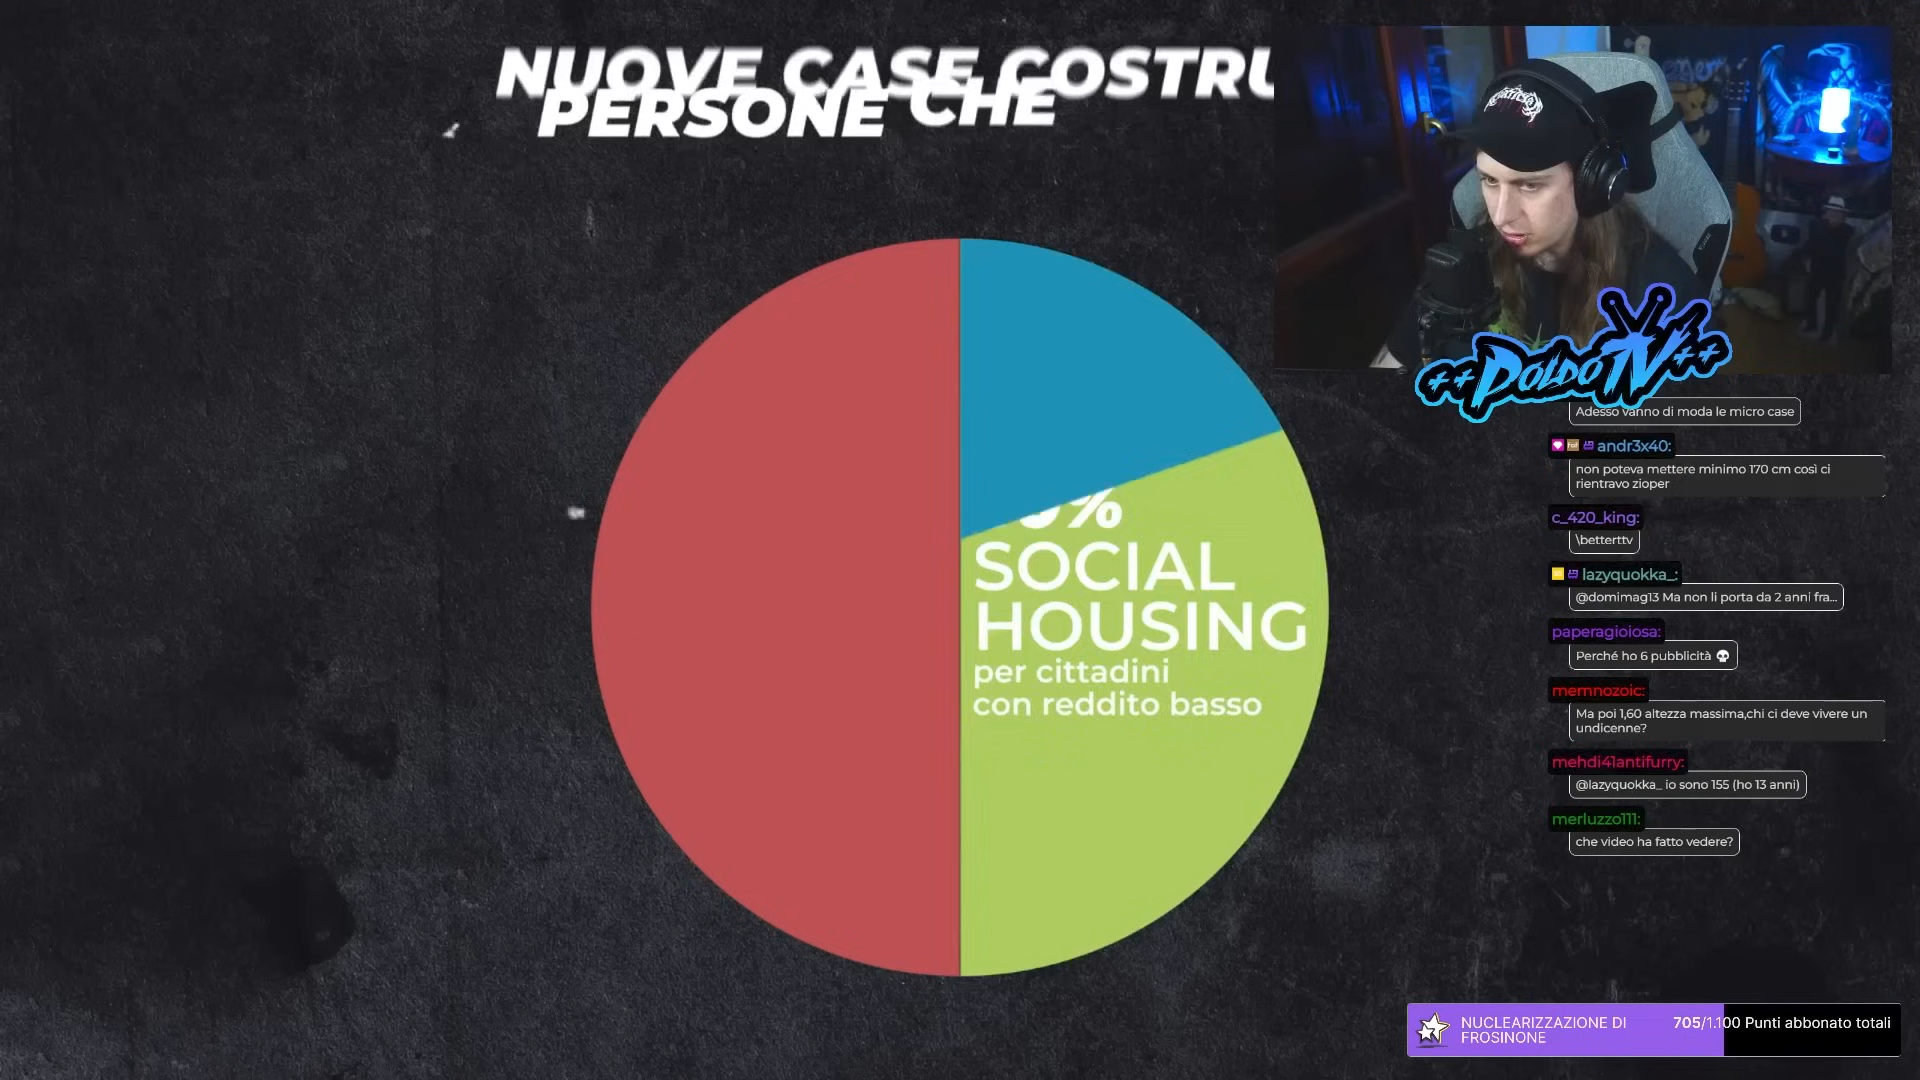 NUOVE CASE COSTRU
PERSONE CHE
%
SOCIAL
HOUSING
per cittadini
con reddito basso
++DOLDOTV++
Adesso vanno di moda le micro case
andr3x40:
non poteva mettere minimo 170 cm così ci
rientravo zioper
c_420_king:
\betterttv
lazyquokka_:
@domimag13 Ma non li porta da 2 anni fra...
paperagioiosa:
Perché ho 6 pubblicità 💀
memnozoic:
Ma poi 1,60 altezza massima,chi ci deve vivere un
undicenne?
mehdi41antifurry:
@lazyquokka_ io sono 155 (ho 13 anni)
merluzzo111:
che video ha fatto vedere?
NUCLEARIZZAZIONE DI
FROSINONE
705/1.100 Punti abbonato totali